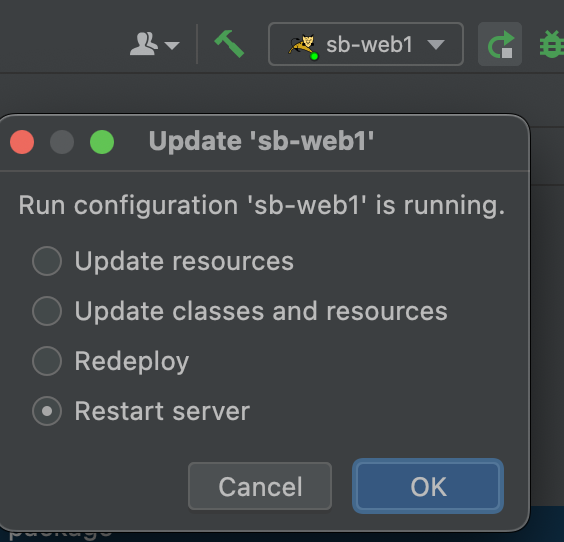 sb-web1
Update 'sb-web1'
Run configuration 'sb-web1' is running.
Update resources
Update classes and resources
Redeploy
Restart server
Cancel
OK
package